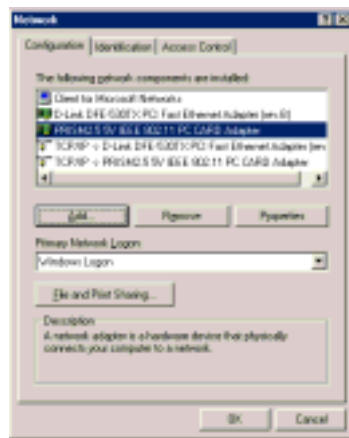 Network
Configuration Identification Access Control
The following network components are installed:
Client for Microsoft Networks
D-Link DFE-530TX PCI Fast Ethernet Adapter (rev.B)
PRISM2.5 5V IEEE 802.11 PC CARD Adapter
TCP/IP -> D-Link DFE-530TX PCI Fast Ethernet Adapter (rev
TCP/IP -> PRISM2.5 5V IEEE 802.11 PC CARD Adapter
Add... Remove Properties
Primary Network Logon:
Windows Logon
File and Print Sharing...
Description
A network adapter is a hardware device that physically
connects your computer to a network.
OK Cancel